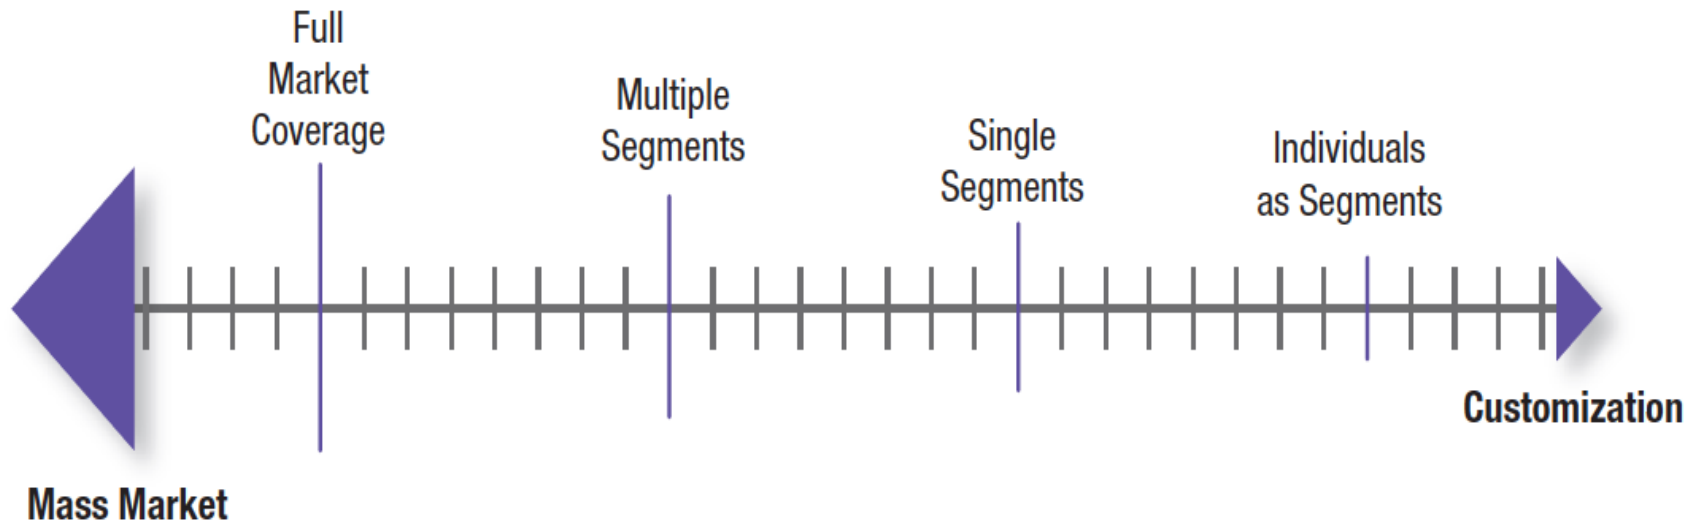 Full
Market
Coverage
Multiple
Segments
Single
Segments
Individuals
as Segments
Customization
Mass Market